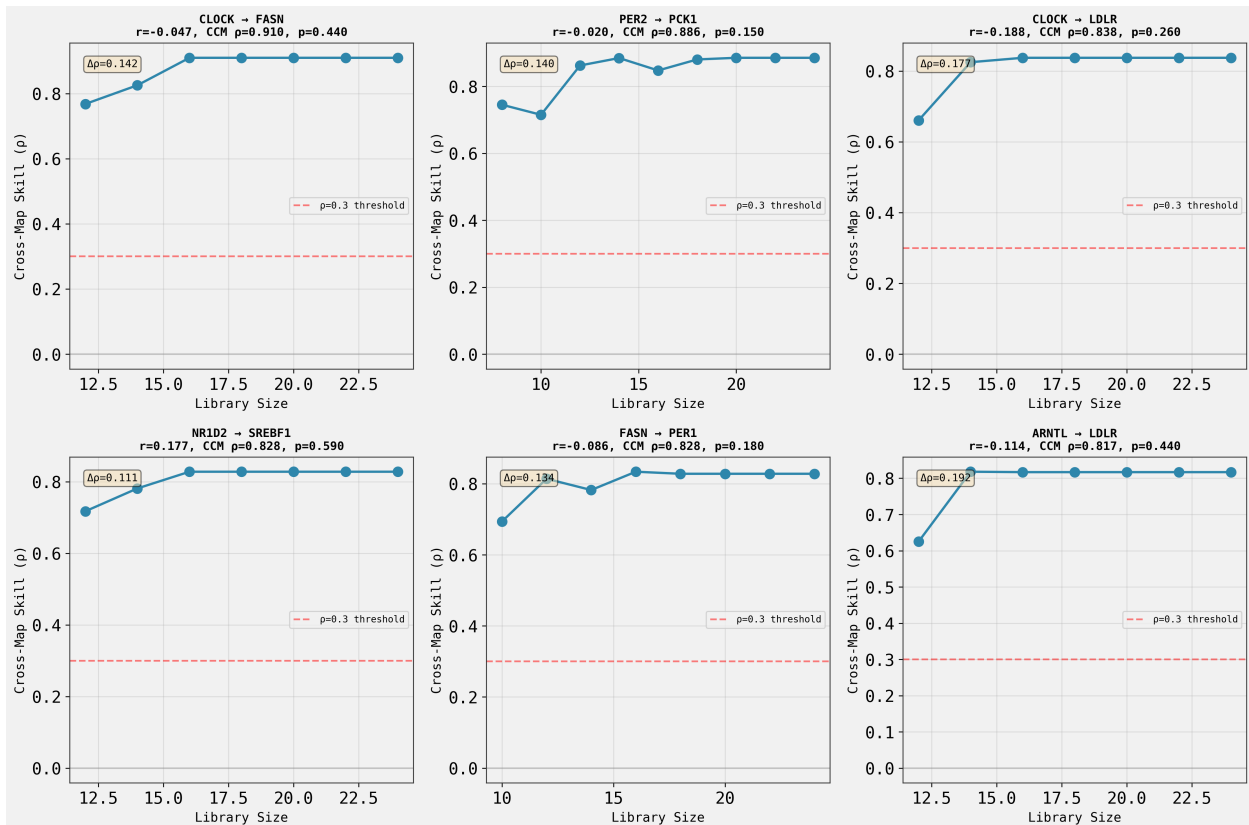 CLOCK → FASN
r=-0.047, CCM ρ=0.910, p=0.440
Δρ=0.142
Cross-Map Skill (ρ)
0.8
0.6
0.4
0.2
0.0
ρ=0.3 threshold
12.5 15.0 17.5 20.0 22.5
Library Size
PER2 → PCK1
r=-0.020, CCM ρ=0.886, p=0.150
Δρ=0.140
Cross-Map Skill (ρ)
0.8
0.6
0.4
0.2
0.0
ρ=0.3 threshold
10 15 20
Library Size
CLOCK → LDLR
r=-0.188, CCM ρ=0.838, p=0.260
Δρ=0.177
Cross-Map Skill (ρ)
0.8
0.6
0.4
0.2
0.0
ρ=0.3 threshold
12.5 15.0 17.5 20.0 22.5
Library Size
NR1D2 → SREBF1
r=0.177, CCM ρ=0.828, p=0.590
Δρ=0.111
Cross-Map Skill (ρ)
0.8
0.6
0.4
0.2
0.0
ρ=0.3 threshold
12.5 15.0 17.5 20.0 22.5
Library Size
FASN → PER1
r=-0.086, CCM ρ=0.828, p=0.180
Δρ=0.134
Cross-Map Skill (ρ)
0.8
0.6
0.4
0.2
0.0
ρ=0.3 threshold
10 15 20
Library Size
ARNTL → LDLR
r=-0.114, CCM ρ=0.817, p=0.440
Δρ=0.192
Cross-Map Skill (ρ)
0.8
0.7
0.6
0.5
0.4
0.3
0.2
0.1
0.0
ρ=0.3 threshold
12.5 15.0 17.5 20.0 22.5
Library Size